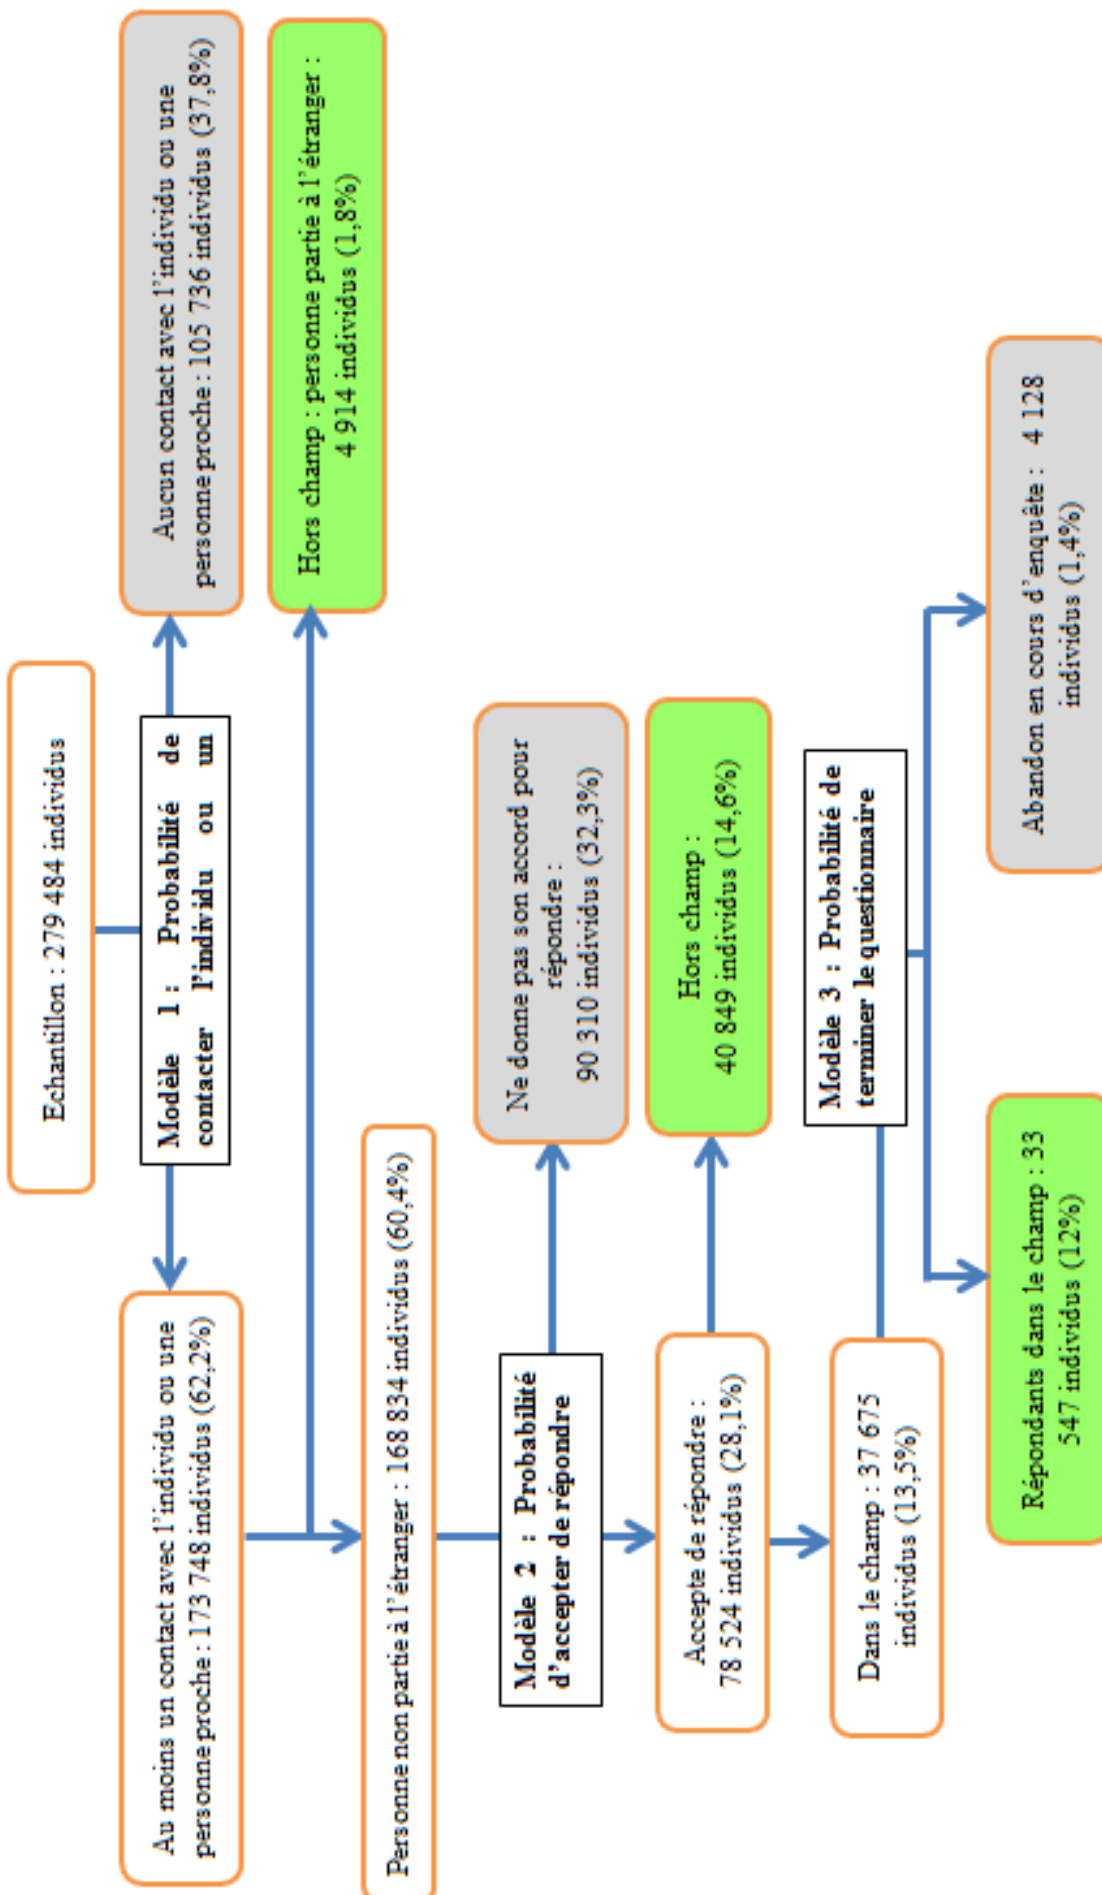 Echantillon : 279 484 individus
Modèle 1 : Probabilité de
contacter l'individu ou un
Au moins un contact avec l'individu ou une
personne proche : 173 748 individus (62,2%)
Aucun contact avec l'individu ou une
personne proche : 105 736 individus (37,8%)
Hors champ : personne partie à l'étranger :
4 914 individus (1,8%)
Personne non partie à l'étranger : 168 834 individus (60,4%)
Modèle 2 : Probabilité
d'accepter de répondre
Ne donne pas son accord pour
répondre :
90 310 individus (32,3%)
Accepte de répondre :
78 524 individus (28,1%)
Hors champ :
40 849 individus (14,6%)
Dans le champ : 37 675
individus (13,5%)
Modèle 3 : Probabilité de
terminer le questionnaire
Répondants dans le champ : 33
547 individus (12%)
Abandon en cours d'enquête : 4 128
individus (1,4%)